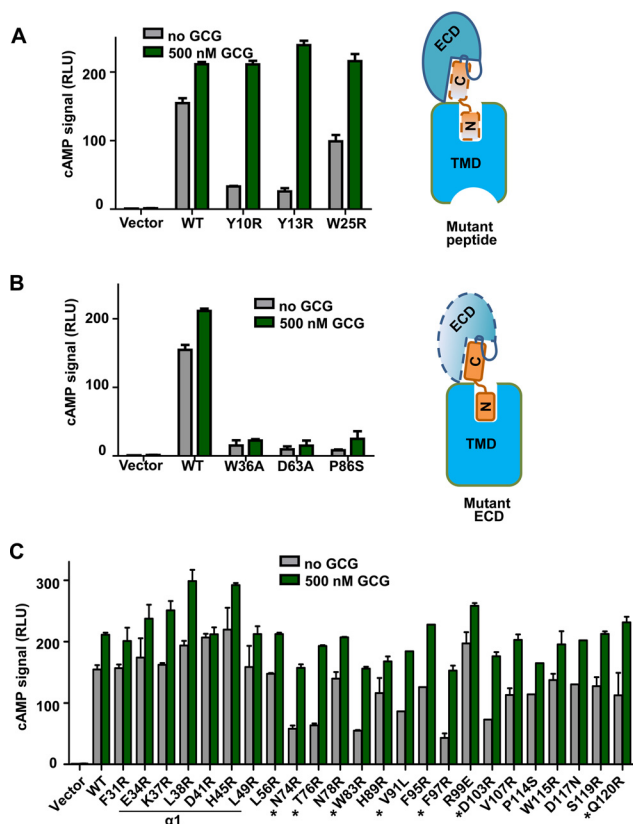 A
cAMP signal (RLU)
200
100
0
no GCG
500 nM GCG
Vector WT Y10R Y13R W25R
ECD
C
N
TMD
Mutant
peptide
B
cAMP signal (RLU)
200
100
0
no GCG
500 nM GCG
Vector WT W36A D63A P86S
ECD
C
N
TMD
Mutant
ECD
C
cAMP signal (RLU)
300
200
100
0
no GCG
500 nM GCG
Vector WT F31R E34R K37R L38R D41R H45R L49R L56R *N74R *T76R N78R *W83R H89R *V91L F95R *F97R R99E *D103R V107R P114S W115R D117N S119R *Q120R
α1